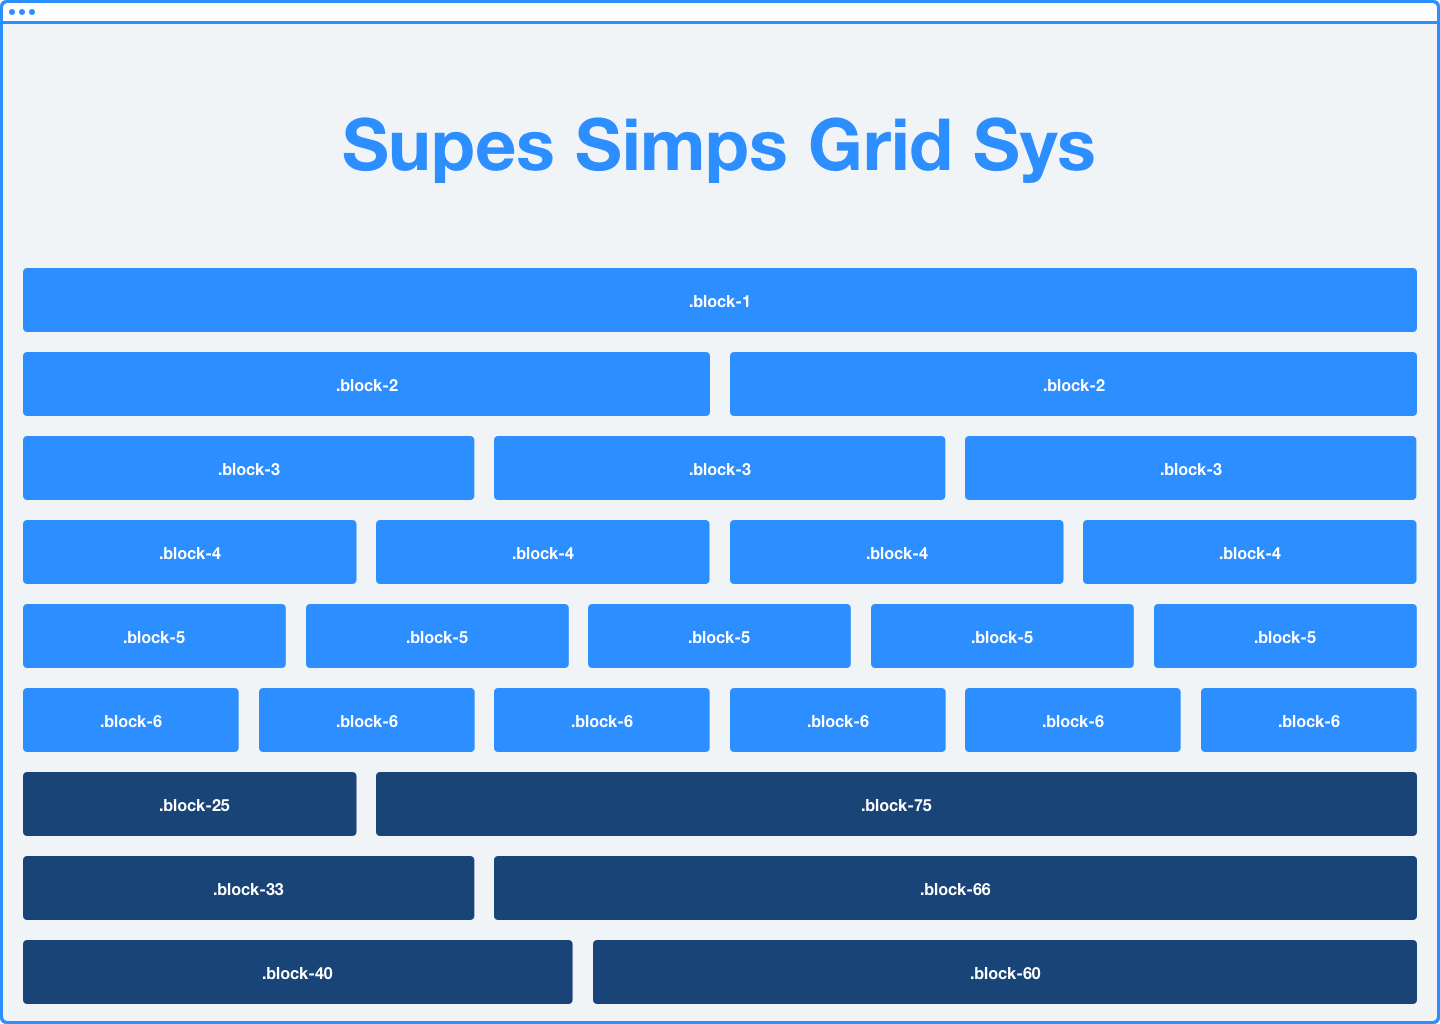 Supes Simps Grid Sys
.block-1
.block-2 .block-2
.block-3 .block-3 .block-3
.block-4 .block-4 .block-4 .block-4
.block-5 .block-5 .block-5 .block-5 .block-5
.block-6 .block-6 .block-6 .block-6 .block-6 .block-6
.block-25 .block-75
.block-33 .block-66
.block-40 .block-60